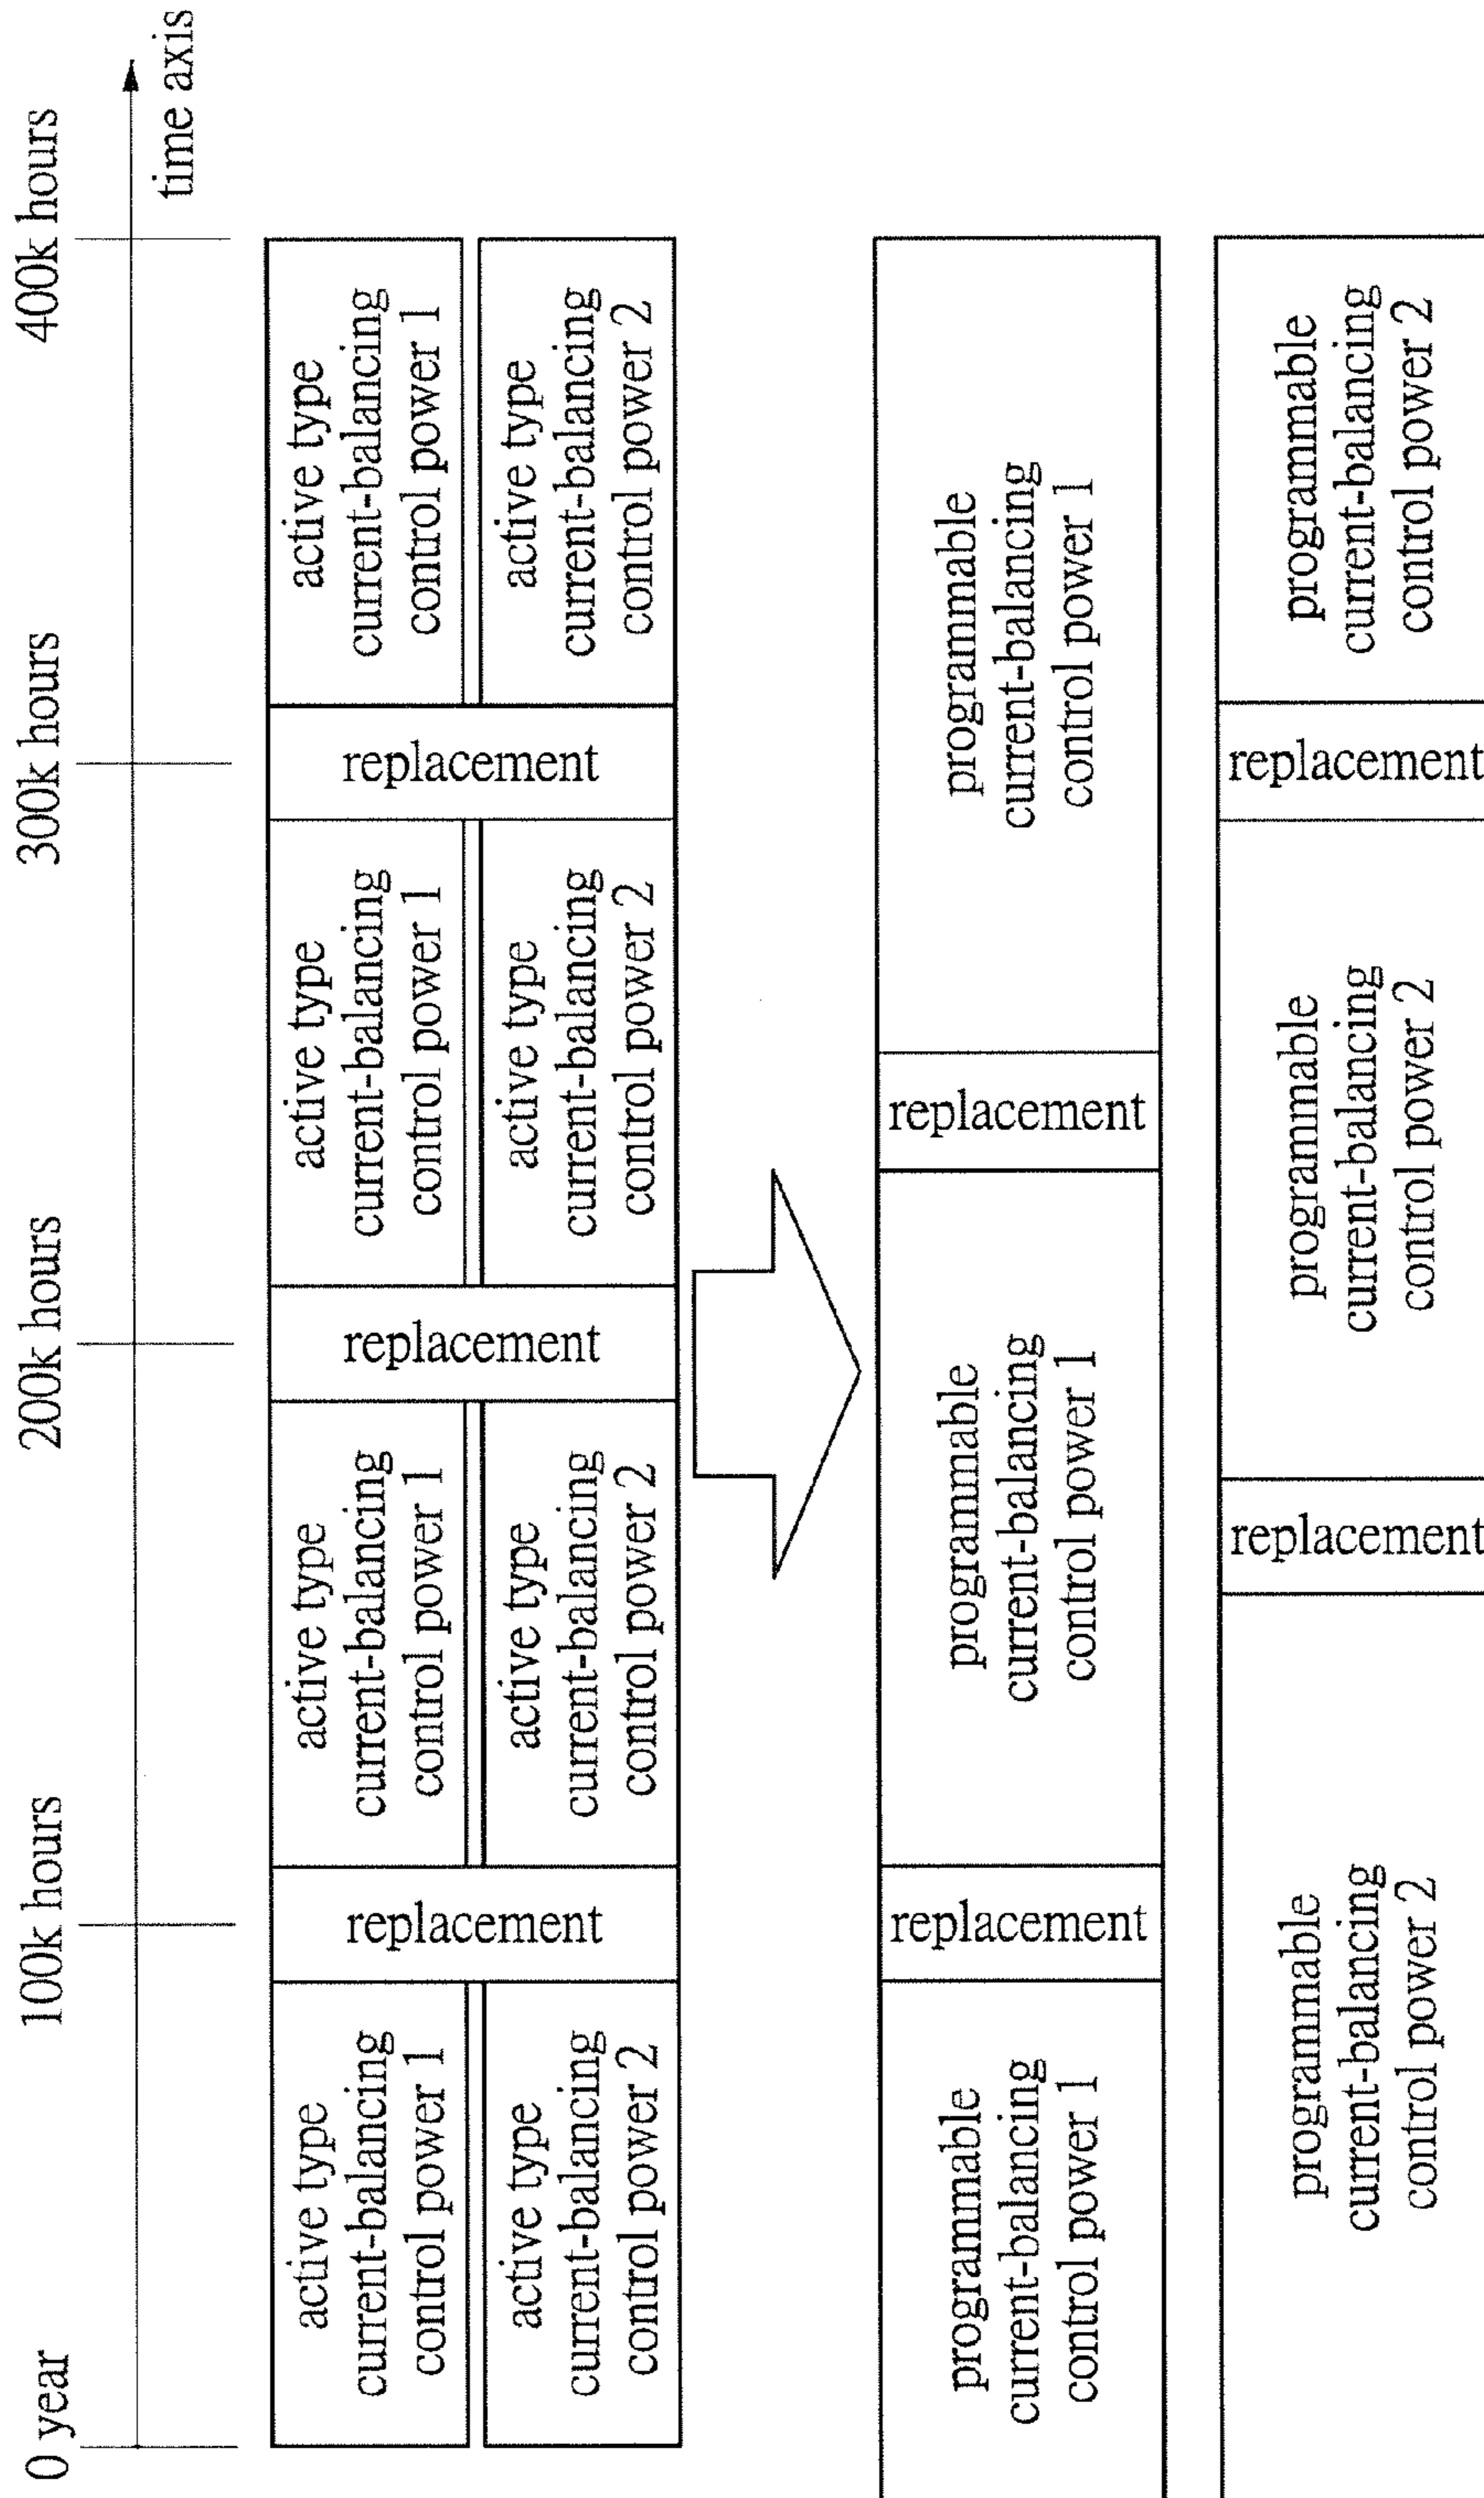 0 year
100k hours
200k hours
300k hours
400k hours
time axis
active type
current-balancing
control power 1
replacement
active type
current-balancing
control power 1
replacement
active type
current-balancing
control power 1
replacement
active type
current-balancing
control power 1
active type
current-balancing
control power 2
active type
current-balancing
control power 2
active type
current-balancing
control power 2
active type
current-balancing
control power 2
programmable
current-balancing
control power 1
replacement
programmable
current-balancing
control power 1
replacement
programmable
current-balancing
control power 1
programmable
current-balancing
control power 2
replacement
programmable
current-balancing
control power 2
replacement
programmable
current-balancing
control power 2